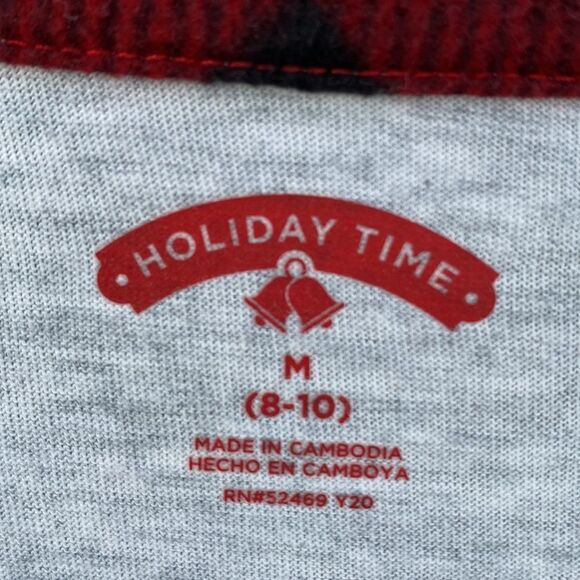 · HOLIDAY TIME ·
M
(8-10)
MADE IN CAMBODIA
HECHO EN CAMBOYA
RN#52469 Y20